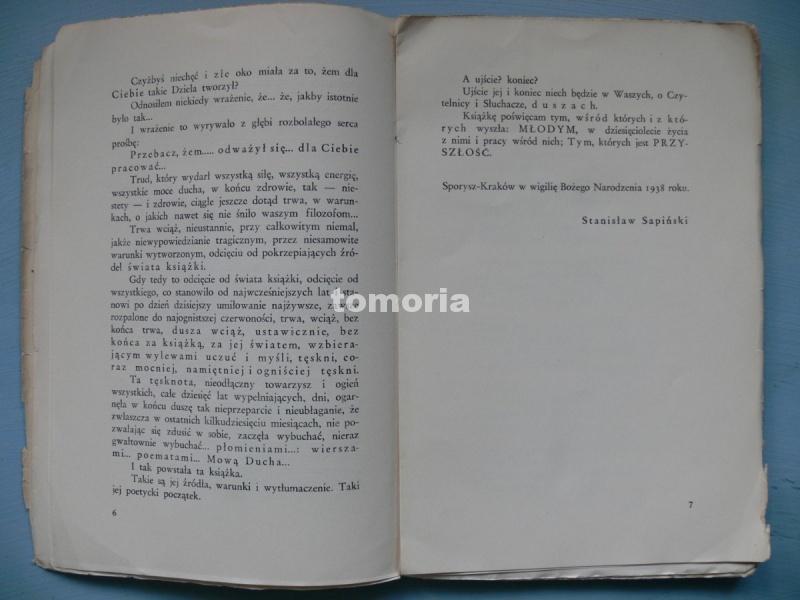 Czyżbyś niechęć i złe oko miała za to, żem dla
Ciebie takie Dzieła tworzył?
Odnosiłem niekiedy wrażenie, że... że, jakby istotnie
było tak...
I wrażenie to wyrywało z głębi rozbolałego serca
prośbę:
Przebacz, żem..... odważył się... dla Ciebie
pracować...
Trud, który wydarł wszystką siłę, wszystką energię,
wszystkie moce ducha, w końcu zdrowie, tak — nie-
stety — i zdrowie, ciągle jeszcze dotąd trwa, w warun-
kach, o jakich nawet się nie śniło waszym filozofom...
Trwa wciąż, nieustannie, przy całkowitym niemal,
jakże niewypowiedzianie tragicznym, przez niesamowite
warunki wytworzonym, odcięciu od pokrzepiających źró-
deł świata książki.
Gdy tedy to odcięcie od świata książki, odcięcie od
wszystkiego, co stanowiło od najwcześniejszych lat i stanowi
nowi po dzień dzisiejszy umiłowanie najżywsze, zawsze
rozpalone do najognistszej czerwoności, trwa, wciąż, bez
końca trwa, dusza wciąż, ustawicznie, bez
końca za książką, za jej światem, wzbiera-
jącym wylewami uczuć i myśli, tęskni, co-
raz mocniej, namiętniej i ogniściej tęskni.
Ta tęsknota, nieodłączny towarzysz i ogień
wszystkich, całe dziesięć lat wypełniających, dni, ogar-
nęła w końcu duszę tak nieprzeparcie i nieubłaganie, że
zwłaszcza w ostatnich kilkudziesięciu miesiącach, nie po-
zwalając się zdusić w sobie, zaczęła wybuchać, nieraz
gwałtownie wybuchać... płomieniami...: wiersza-
mi... poematami... Mową Ducha...
I tak powstała ta książka.
Takie są jej źródła, warunki i wytłumaczenie. Taki
jej poetycki początek.
6
A ujście? koniec?
Ujście jej i koniec niech będzie w Waszych, o Czy-
telnicy i Słuchacze, duszach.
Książkę poświęcam tym, wśród których i z któ-
rych wyszła: MŁODYM, w dziesięciolecie życia
z nimi i pracy wśród nich; Tym, których jest PRZY-
SZŁOŚĆ.
Sporysz-Kraków w wigilię Bożego Narodzenia 1938 roku.
Stanisław Sapiński
7
tomoria